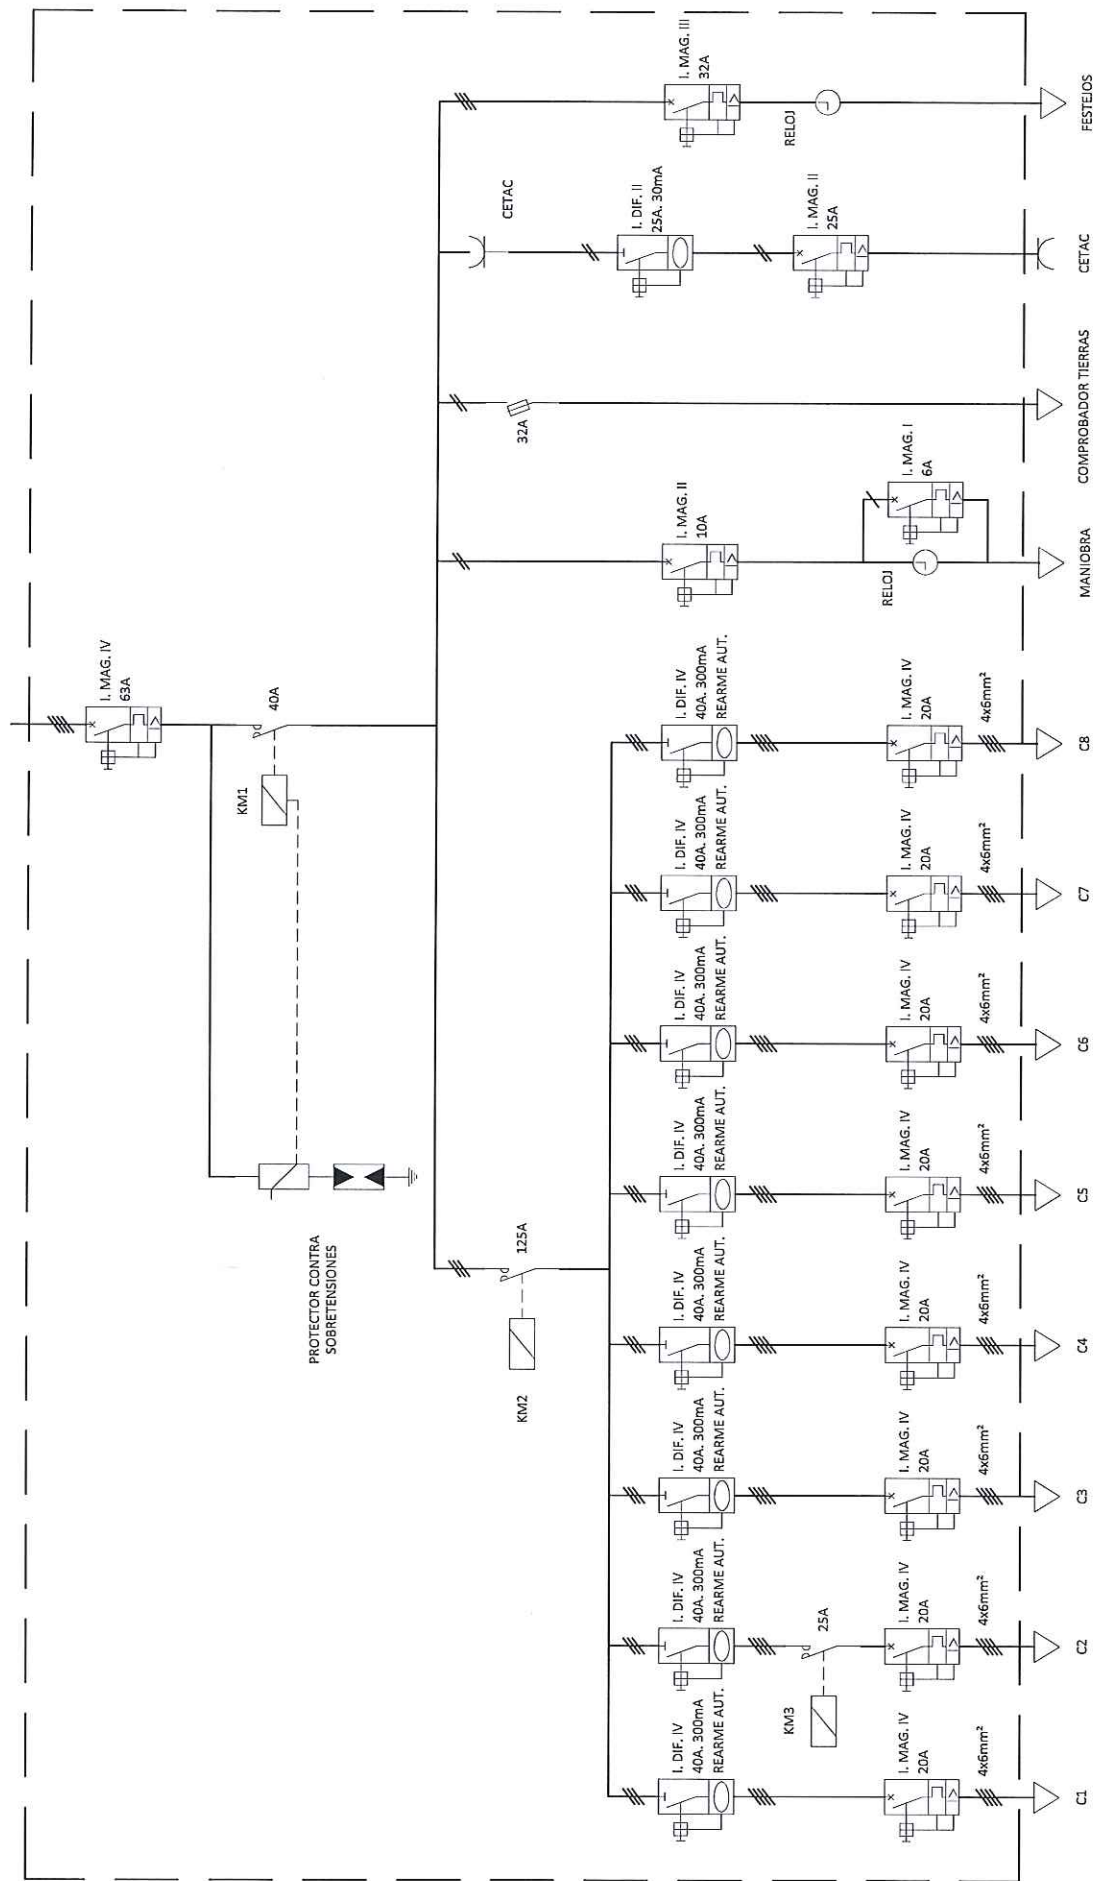 I. MAG. IV
63A
KM1
40A
PROTECTOR CONTRA
SOBRETENSIONES
KM2
125A
I. DIF. IV
40A. 300mA
REARME AUT.
I. DIF. IV
40A. 300mA
REARME AUT.
I. DIF. IV
40A. 300mA
REARME AUT.
I. DIF. IV
40A. 300mA
REARME AUT.
I. DIF. IV
40A. 300mA
REARME AUT.
I. DIF. IV
40A. 300mA
REARME AUT.
I. DIF. IV
40A. 300mA
REARME AUT.
I. DIF. IV
40A. 300mA
REARME AUT.
KM3
25A
I. MAG. IV
20A
4x6mm²
I. MAG. IV
20A
4x6mm²
I. MAG. IV
20A
4x6mm²
I. MAG. IV
20A
4x6mm²
I. MAG. IV
20A
4x6mm²
I. MAG. IV
20A
4x6mm²
I. MAG. IV
20A
4x6mm²
I. MAG. IV
20A
4x6mm²
I. MAG. II
10A
RELOJ
I. MAG. I
6A
32A
CETAC
I. DIF. II
25A. 30mA
I. MAG. II
25A
I. MAG. III
32A
RELOJ
C1
C2
C3
C4
C5
C6
C7
C8
MANIOBRA
COMPROBADOR TIERRAS
CETAC
FESTEJOS